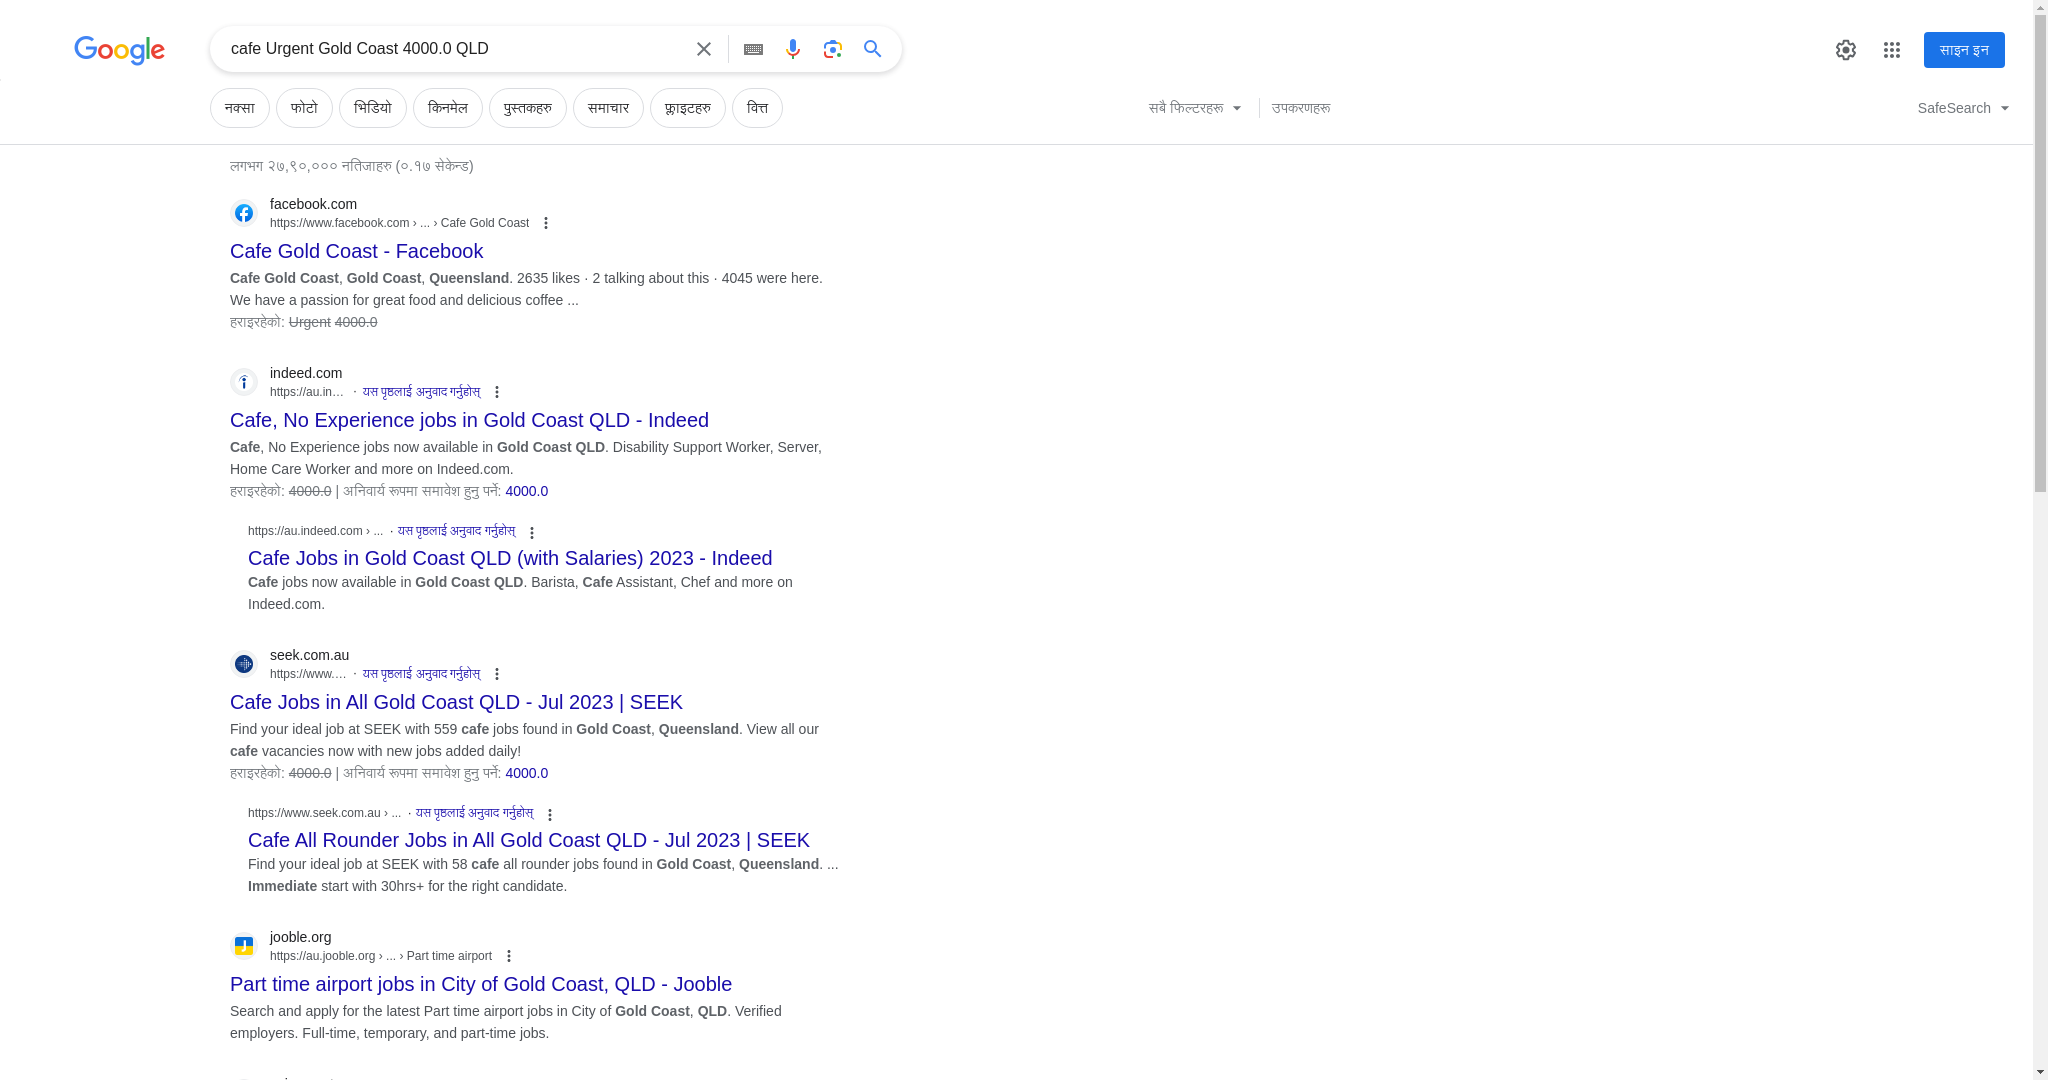 Google
cafe Urgent Gold Coast 4000.0 QLD
साइन इन
नक्सा
फोटो
भिडियो
किनमेल
पुस्तकहरु
समाचार
फ्लाइटहरु
वित्त
सबै फिल्टरहरू
उपकरणहरू
SafeSearch
लगभग २७,९०,००० नतिजाहरु (०.१७ सेकेन्ड)
facebook.com
https://www.facebook.com › ... › Cafe Gold Coast
Cafe Gold Coast - Facebook
Cafe Gold Coast, Gold Coast, Queensland. 2635 likes · 2 talking about this · 4045 were here.
We have a passion for great food and delicious coffee ...
हराइरहेको: Urgent 4000.0
indeed.com
https://au.in… · यस पृष्ठलाई अनुवाद गर्नुहोस्
Cafe, No Experience jobs in Gold Coast QLD - Indeed
Cafe, No Experience jobs now available in Gold Coast QLD. Disability Support Worker, Server,
Home Care Worker and more on Indeed.com.
हराइरहेको: 4000.0 | अनिवार्य रूपमा समावेश हुनु पर्ने: 4000.0
https://au.indeed.com › ... · यस पृष्ठलाई अनुवाद गर्नुहोस्
Cafe Jobs in Gold Coast QLD (with Salaries) 2023 - Indeed
Cafe jobs now available in Gold Coast QLD. Barista, Cafe Assistant, Chef and more on
Indeed.com.
seek.com.au
https://www.… · यस पृष्ठलाई अनुवाद गर्नुहोस्
Cafe Jobs in All Gold Coast QLD - Jul 2023 | SEEK
Find your ideal job at SEEK with 559 cafe jobs found in Gold Coast, Queensland. View all our
cafe vacancies now with new jobs added daily!
हराइरहेको: 4000.0 | अनिवार्य रूपमा समावेश हुनु पर्ने: 4000.0
https://www.seek.com.au › ... · यस पृष्ठलाई अनुवाद गर्नुहोस्
Cafe All Rounder Jobs in All Gold Coast QLD - Jul 2023 | SEEK
Find your ideal job at SEEK with 58 cafe all rounder jobs found in Gold Coast, Queensland. ...
Immediate start with 30hrs+ for the right candidate.
jooble.org
https://au.jooble.org › ... › Part time airport
Part time airport jobs in City of Gold Coast, QLD - Jooble
Search and apply for the latest Part time airport jobs in City of Gold Coast, QLD. Verified
employers. Full-time, temporary, and part-time jobs.